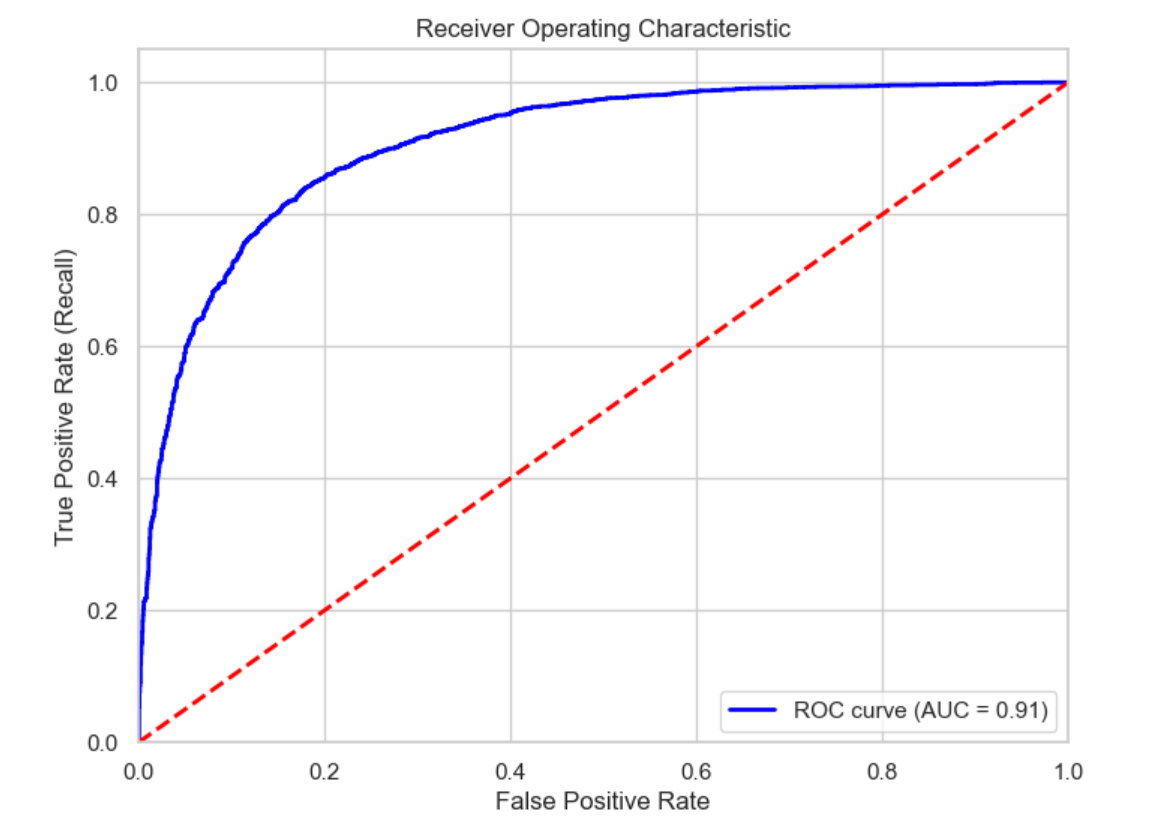 Receiver Operating Characteristic
1.0
0.8
0.6
0.4
0.2
0.0
True Positive Rate (Recall)
ROC curve (AUC = 0.91)
0.0 0.2 0.4 0.6 0.8 1.0
False Positive Rate